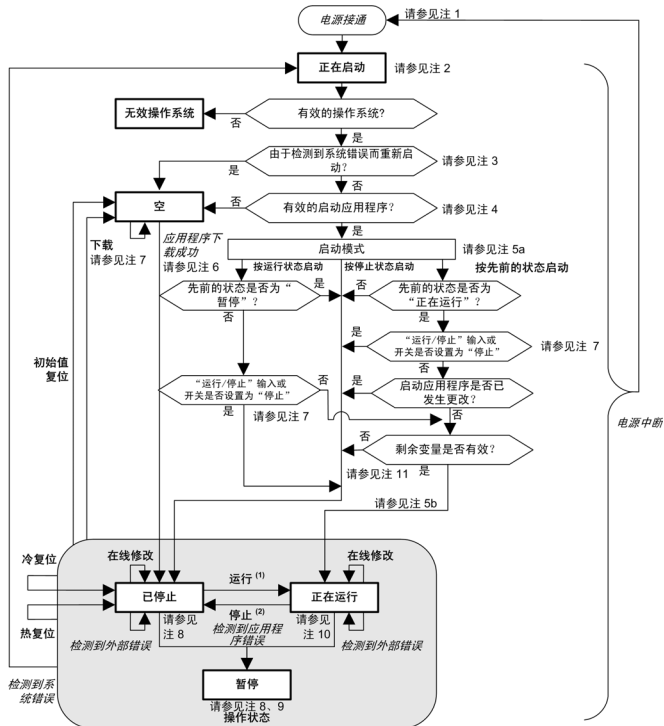 电源接通
请参见注 1
正在启动
请参见注 2
无效操作系统
否
有效的操作系统?
是
由于检测到系统错误而重新启
动?
请参见注 3
是
否
空
否
有效的启动应用程序?
请参见注 4
是
下载
请参见注 7
应用程序下
载成功
请参见注 6
启动模式
请参见注 5a
按运行状态启动
按停止状态启动
按先前的状态启动
先前的状态是否为“
暂停”?
是
否
先前的状态是否为
“正在运行”?
否
是
是
“运行/停止”输入或
开关是否设置为“停止”
请参见注 7
否
初始值
复位
“运行/停止”输入或
开关是否设置为“停止”
否
是
请参见注 7
是
启动应用程序是否已
发生更改?
否
否
剩余变量是否有效?
是
请参见注 11
请参见注 5b
电源中断
冷复位
热复位
在线修改
已停止
运行 (1)
停止 (2)
在线修改
正在运行
请参见
注 8
检测到应用程
序错误
请参见
注 10
检测到外部错误
检测到外部错误
暂停
请参见注 8、9
操作状态
检测到系
统错误